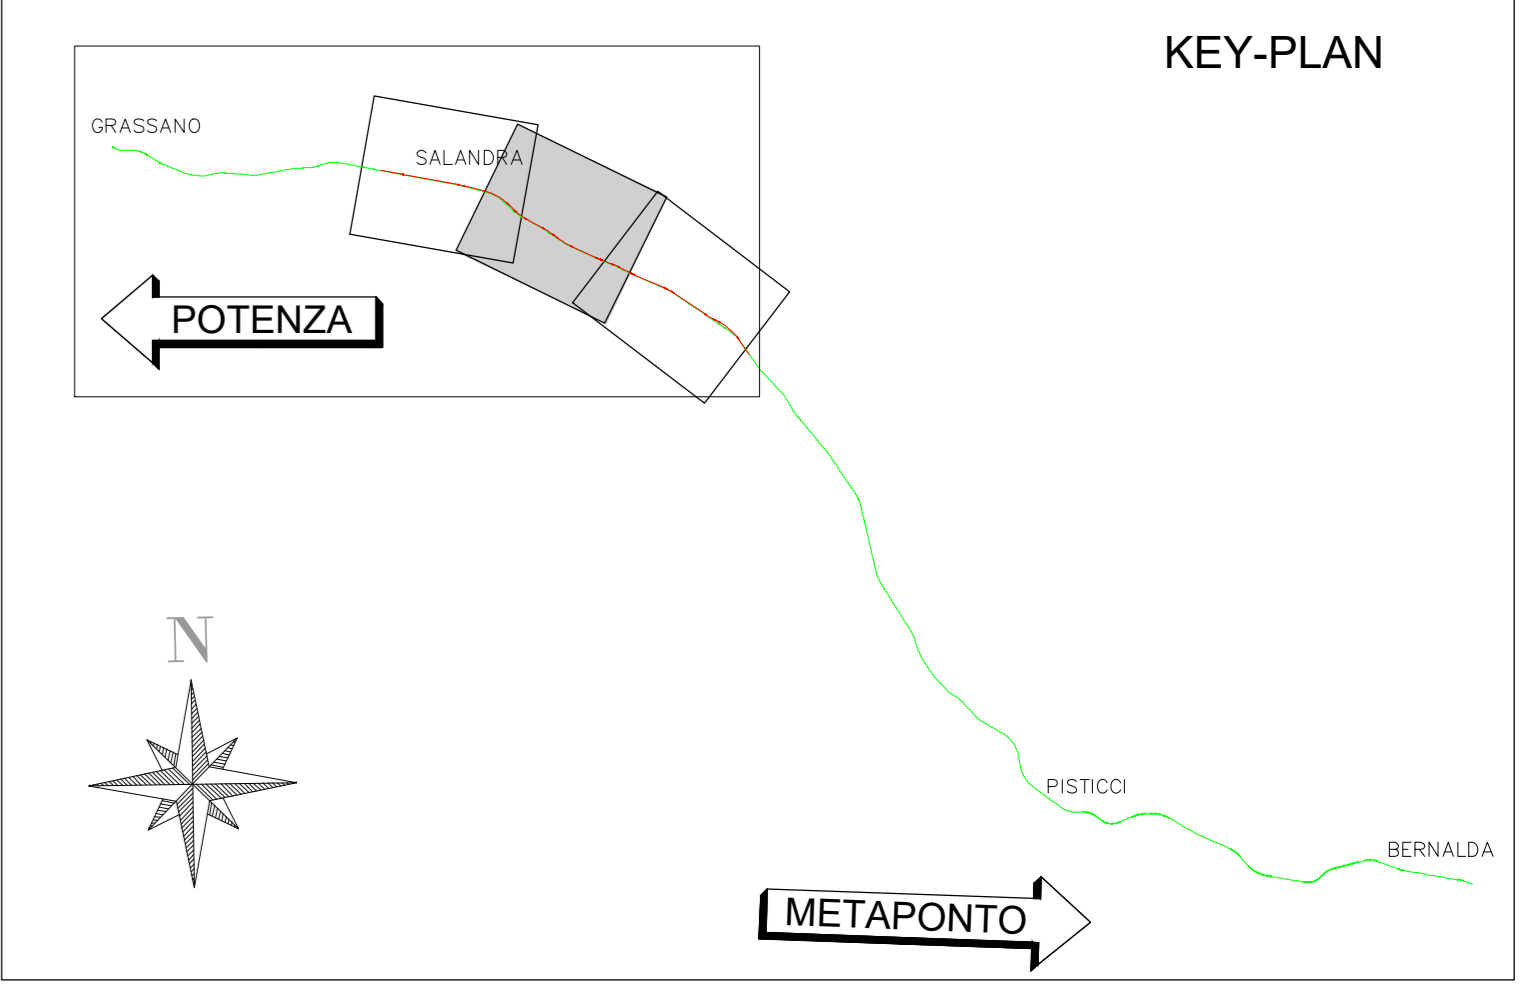 KEY-PLAN
GRASSANO
SALANDRA
POTENZA
N
PISTICCI
BERNALDA
METAPONTO